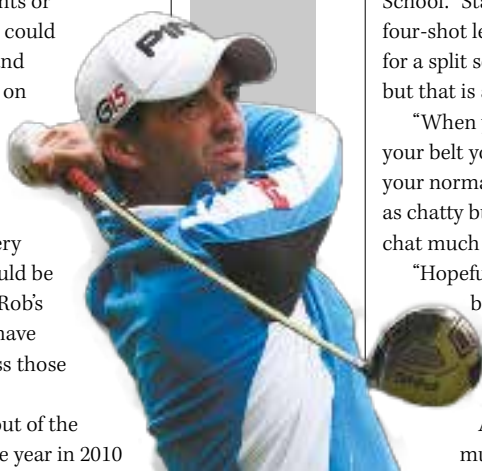 nts or
could
nd
on
ery
uld be
Rob's
have
ss those
out of the
e year in 2010
PING
G15
School. "Sta
four-shot le
for a split s
but that is
"When
your belt yo
your norma
as chatty bu
chat much
"Hopefu
b
mu